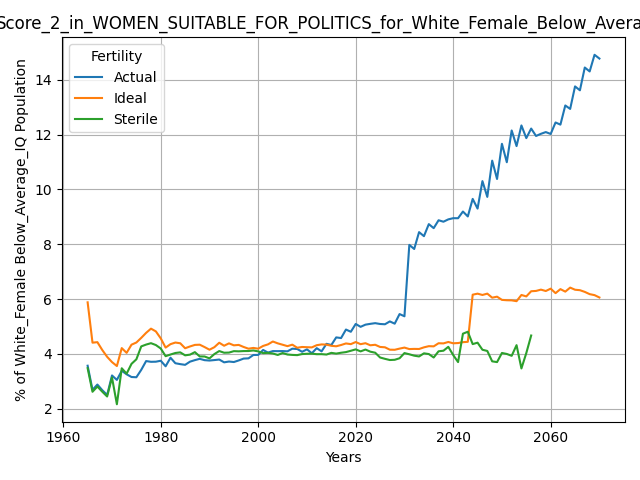 Score_2_in_WOMEN_SUITABLE_FOR_POLITICS_for_White_Female_Below_Avera
Fertility
Actual
Ideal
Sterile
% of White_Female Below_Average_IQ Population
14
12
10
8
6
4
2
1960 1980 2000 2020 2040 2060
Years